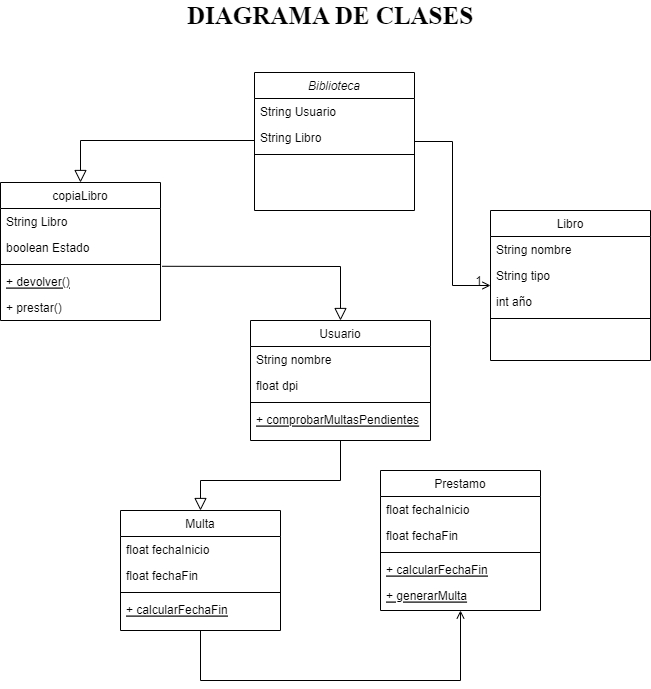 DIAGRAMA DE CLASES
Biblioteca
String Usuario
String Libro
copiaLibro
String Libro
boolean Estado
+ devolver()
+ prestar()
Libro
String nombre
String tipo
int año
1
Usuario
String nombre
float dpi
+ comprobarMultasPendientes
Multa
float fechaInicio
float fechaFin
+ calcularFechaFin
Prestamo
float fechaInicio
float fechaFin
+ calcularFechaFin
+ generarMulta